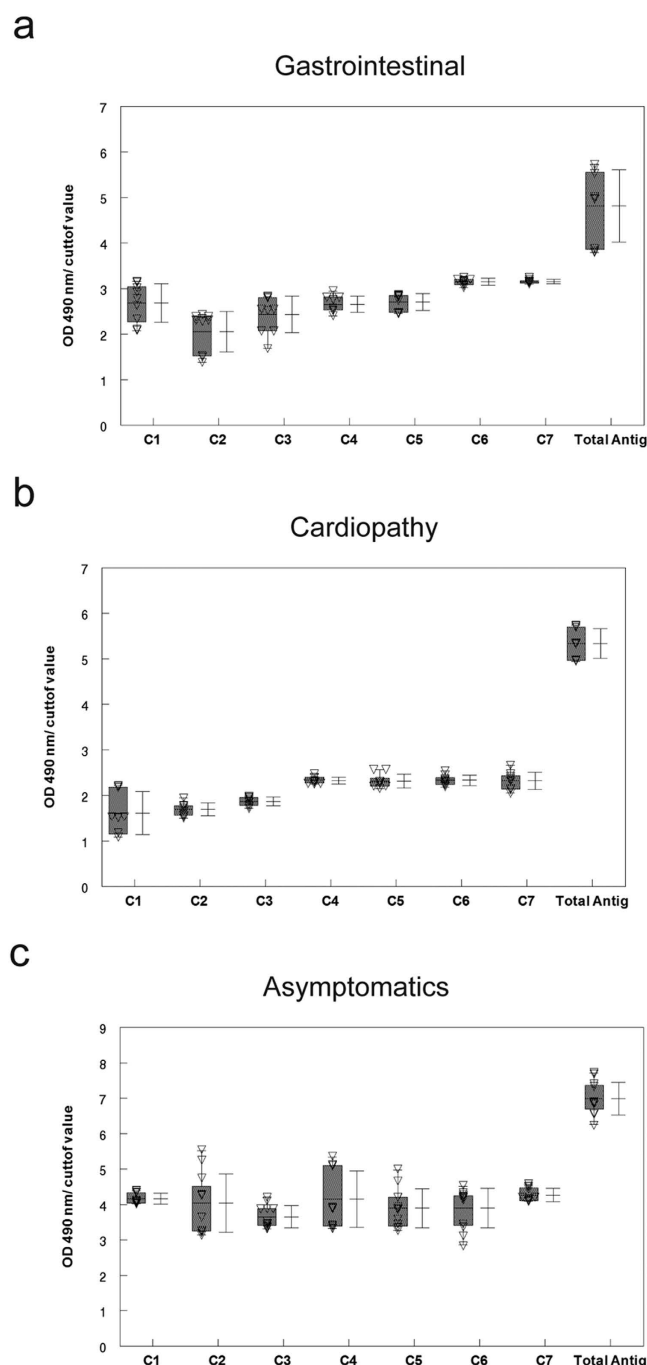 a
Gastrointestinal
7
6
5
4
3
2
1
0
OD 490 nm/ cuttof value
C1 C2 C3 C4 C5 C6 C7 Total Antig
b
Cardiopathy
7
6
5
4
3
2
1
0
OD 490 nm/ cuttof value
C1 C2 C3 C4 C5 C6 C7 Total Antig
c
Asymptomatics
9
8
7
6
5
4
3
2
1
0
OD 490 nm/ cuttof value
C1 C2 C3 C4 C5 C6 C7 Total Antig